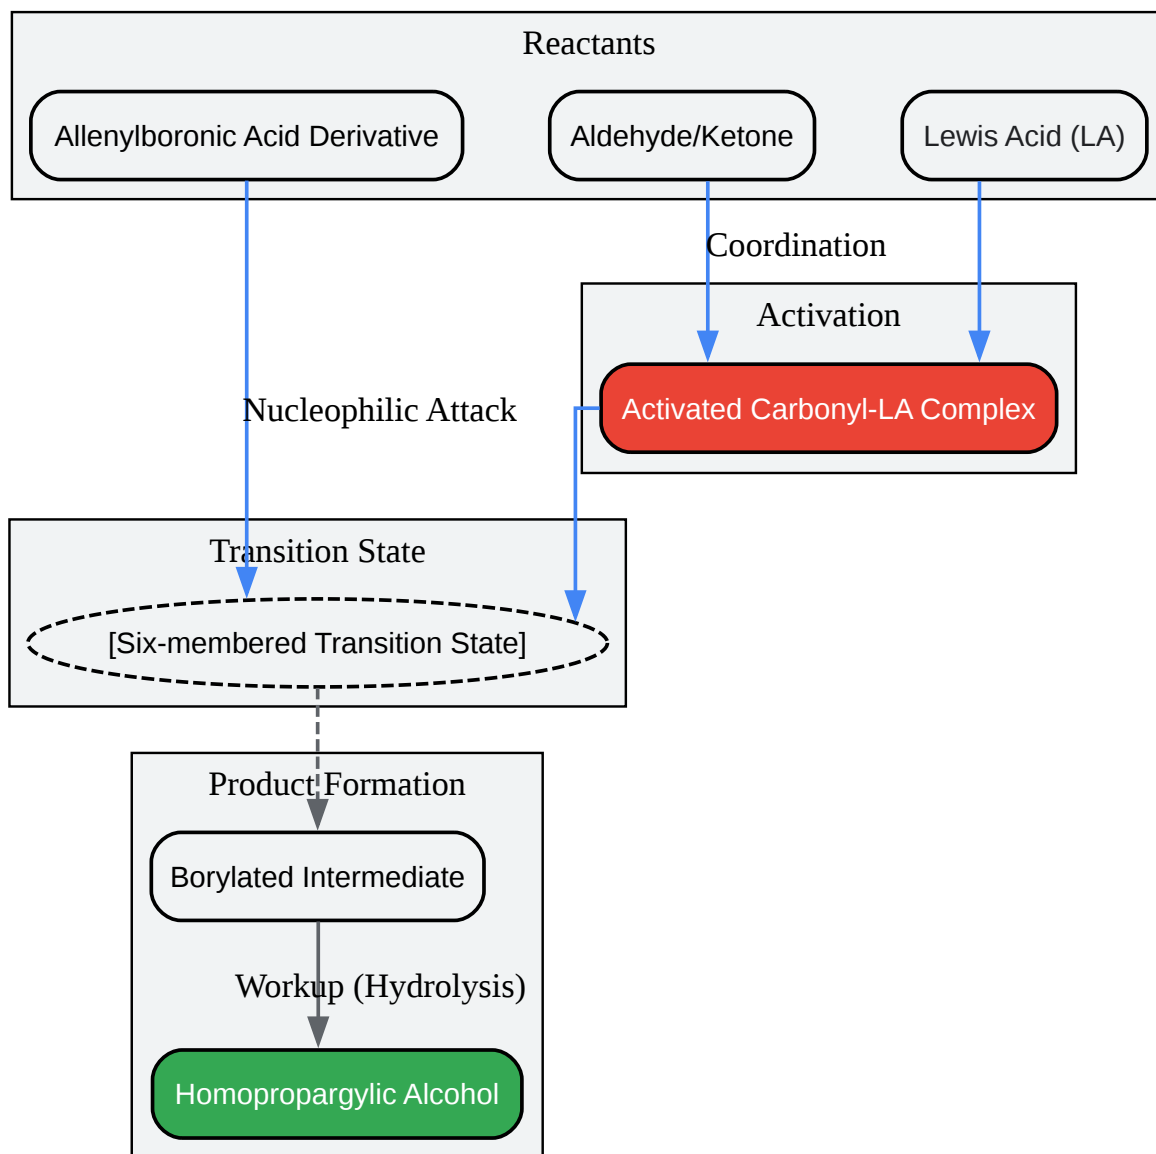 Reactants
Allenylboronic Acid Derivative
Aldehyde/Ketone
Lewis Acid (LA)
Coordination
Activation
Activated Carbonyl-LA Complex
Nucleophilic Attack
Transition State
[Six-membered Transition State]
Product Formation
Borylated Intermediate
Workup (Hydrolysis)
Homopropargylic Alcohol